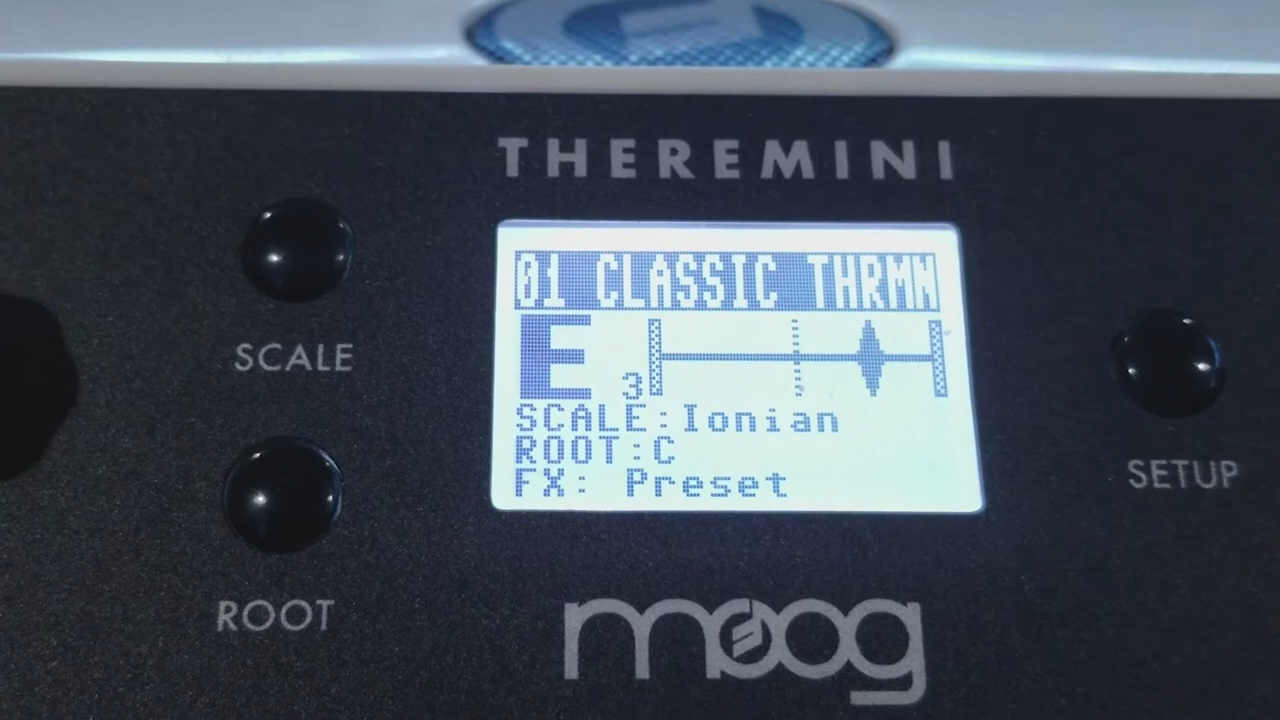 THEREMINI
01 CLASSIC THRMN
E 3
SCALE:Ionian
ROOT:C
FX: Preset
SCALE
ROOT
SETUP
moog